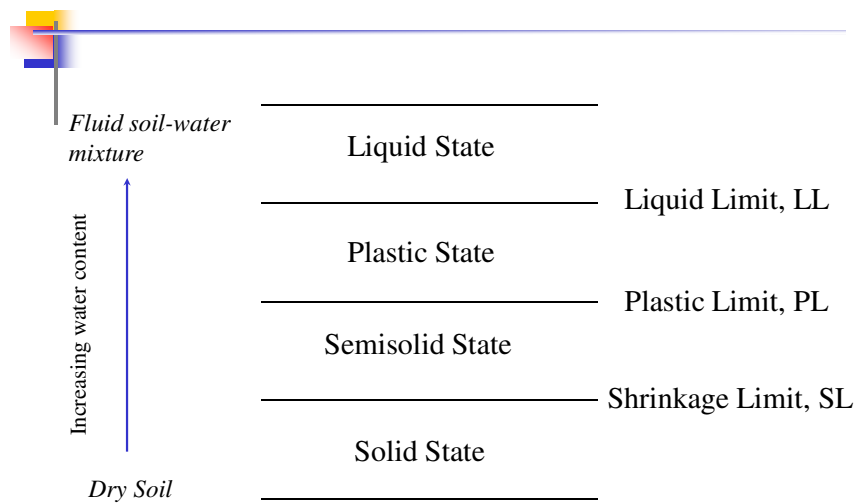 Fluid soil-water
mixture
Liquid State
Liquid Limit, LL
Plastic State
Increasing water content
Plastic Limit, PL
Semisolid State
Shrinkage Limit, SL
Solid State
Dry Soil